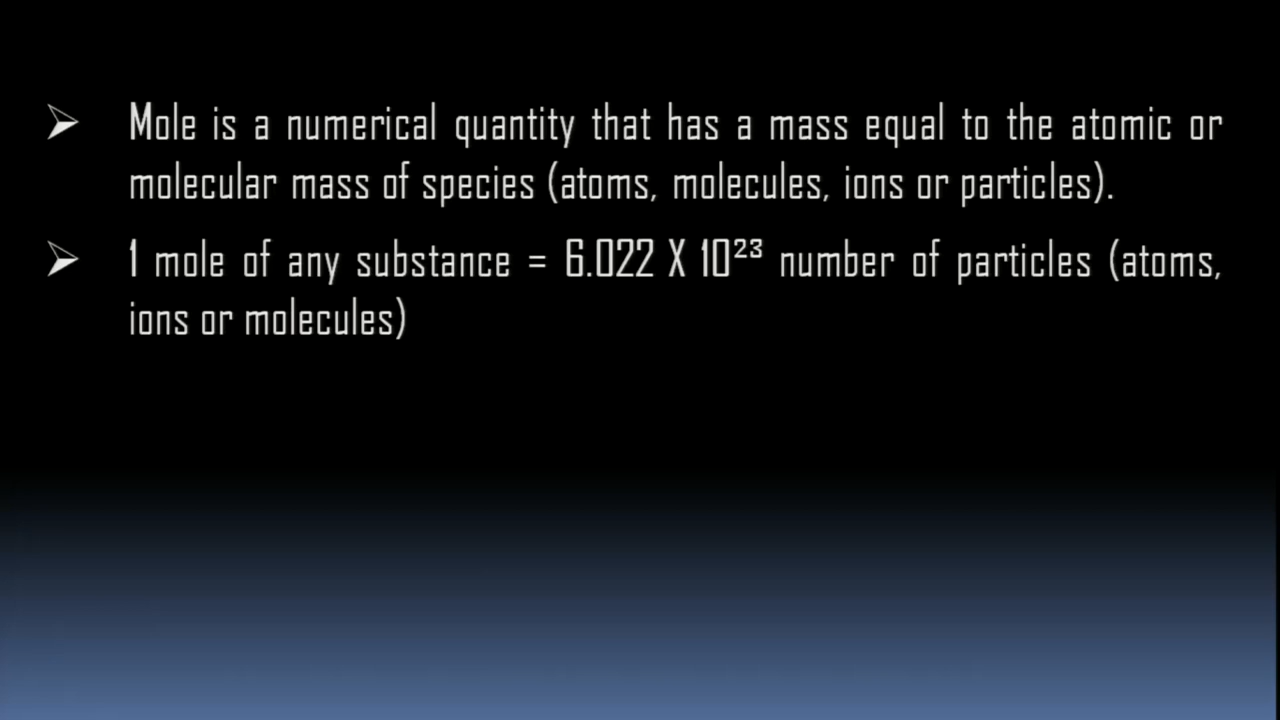 ➢ Mole is a numerical quantity that has a mass equal to the atomic or
molecular mass of species (atoms, molecules, ions or particles).
➢ 1 mole of any substance = 6.022 X 10²³ number of particles (atoms,
ions or molecules)